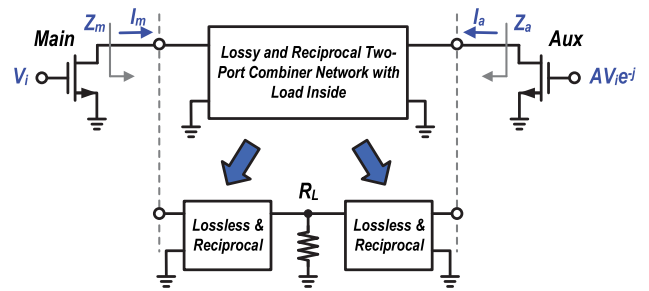 Main
Zm
Im
Ia
Za
Aux
Vi
Lossy and Reciprocal Two-
Port Combiner Network with
Load Inside
AVie-j
RL
Lossless &
Reciprocal
Lossless &
Reciprocal